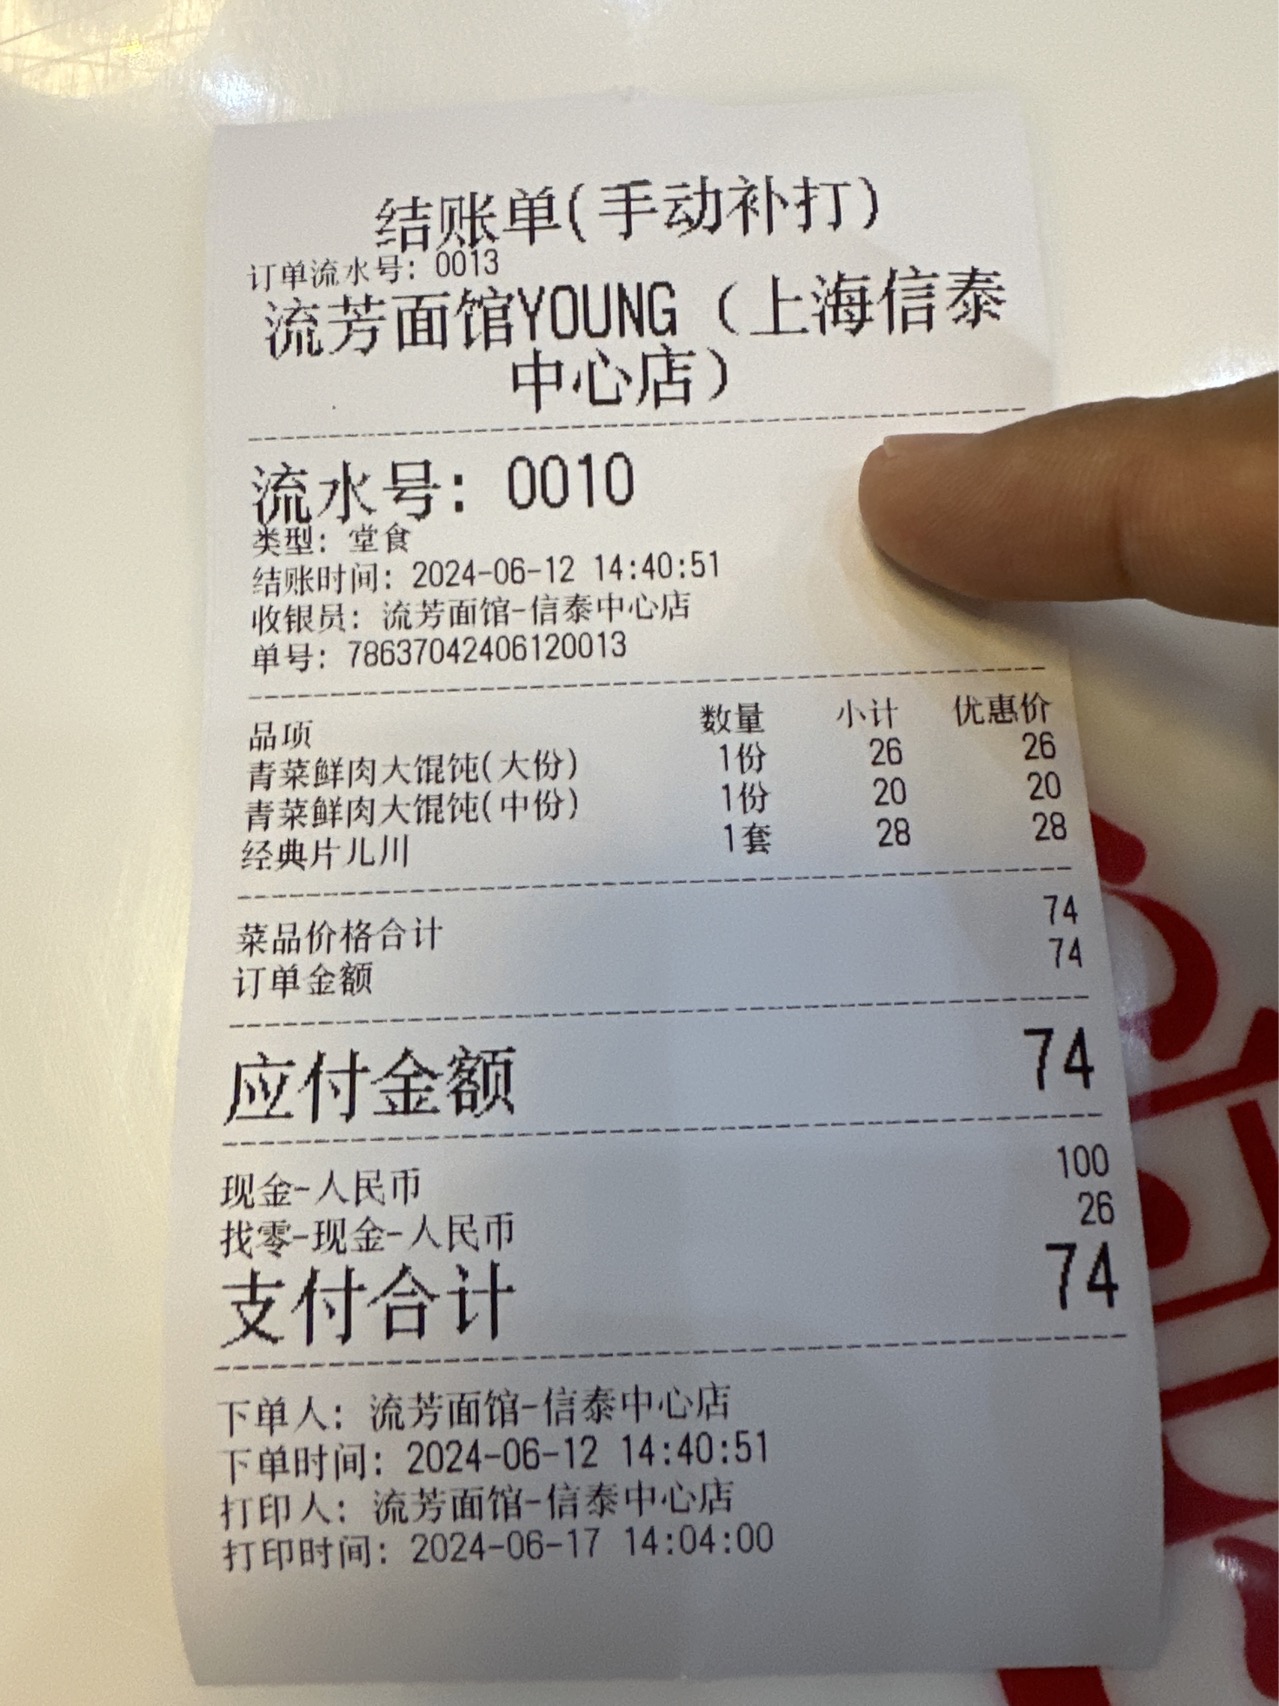 结账单(手动补打)
订单流水号: 0013
流芳面馆YOUNG（上海信泰
中心店）
流水号: 0010
类型: 堂食
结账时间: 2024-06-12 14:40:51
收银员: 流芳面馆-信泰中心店
单号: 78637042406120013
品项 数量 小计 优惠价
青菜鲜肉大馄饨(大份) 1份 26 26
青菜鲜肉大馄饨(中份) 1份 20 20
经典片儿川 1套 28 28
菜品价格合计 74
订单金额 74
应付金额 74
现金-人民币 100
找零-现金-人民币 26
支付合计 74
下单人: 流芳面馆-信泰中心店
下单时间: 2024-06-12 14:40:51
打印人: 流芳面馆-信泰中心店
打印时间: 2024-06-17 14:04:00